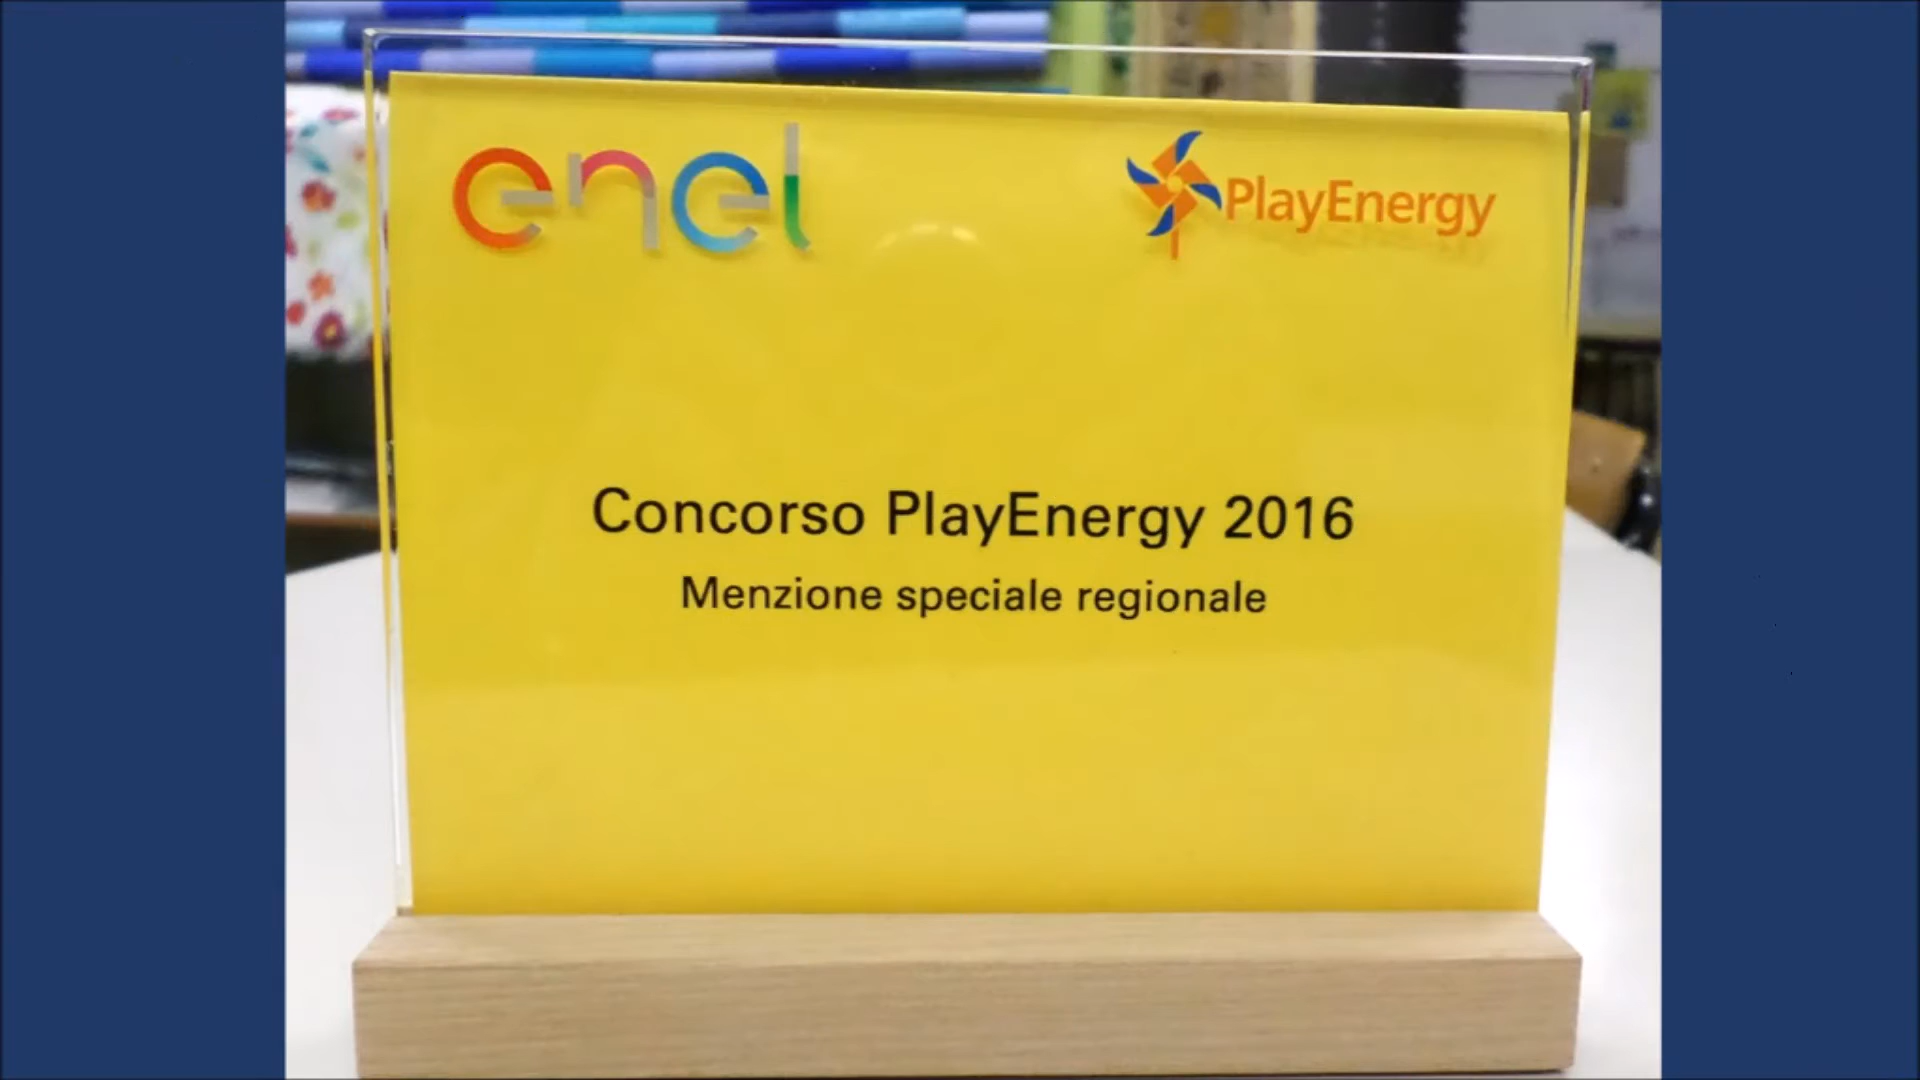 enel
PlayEnergy
Concorso PlayEnergy 2016
Menzione speciale regionale